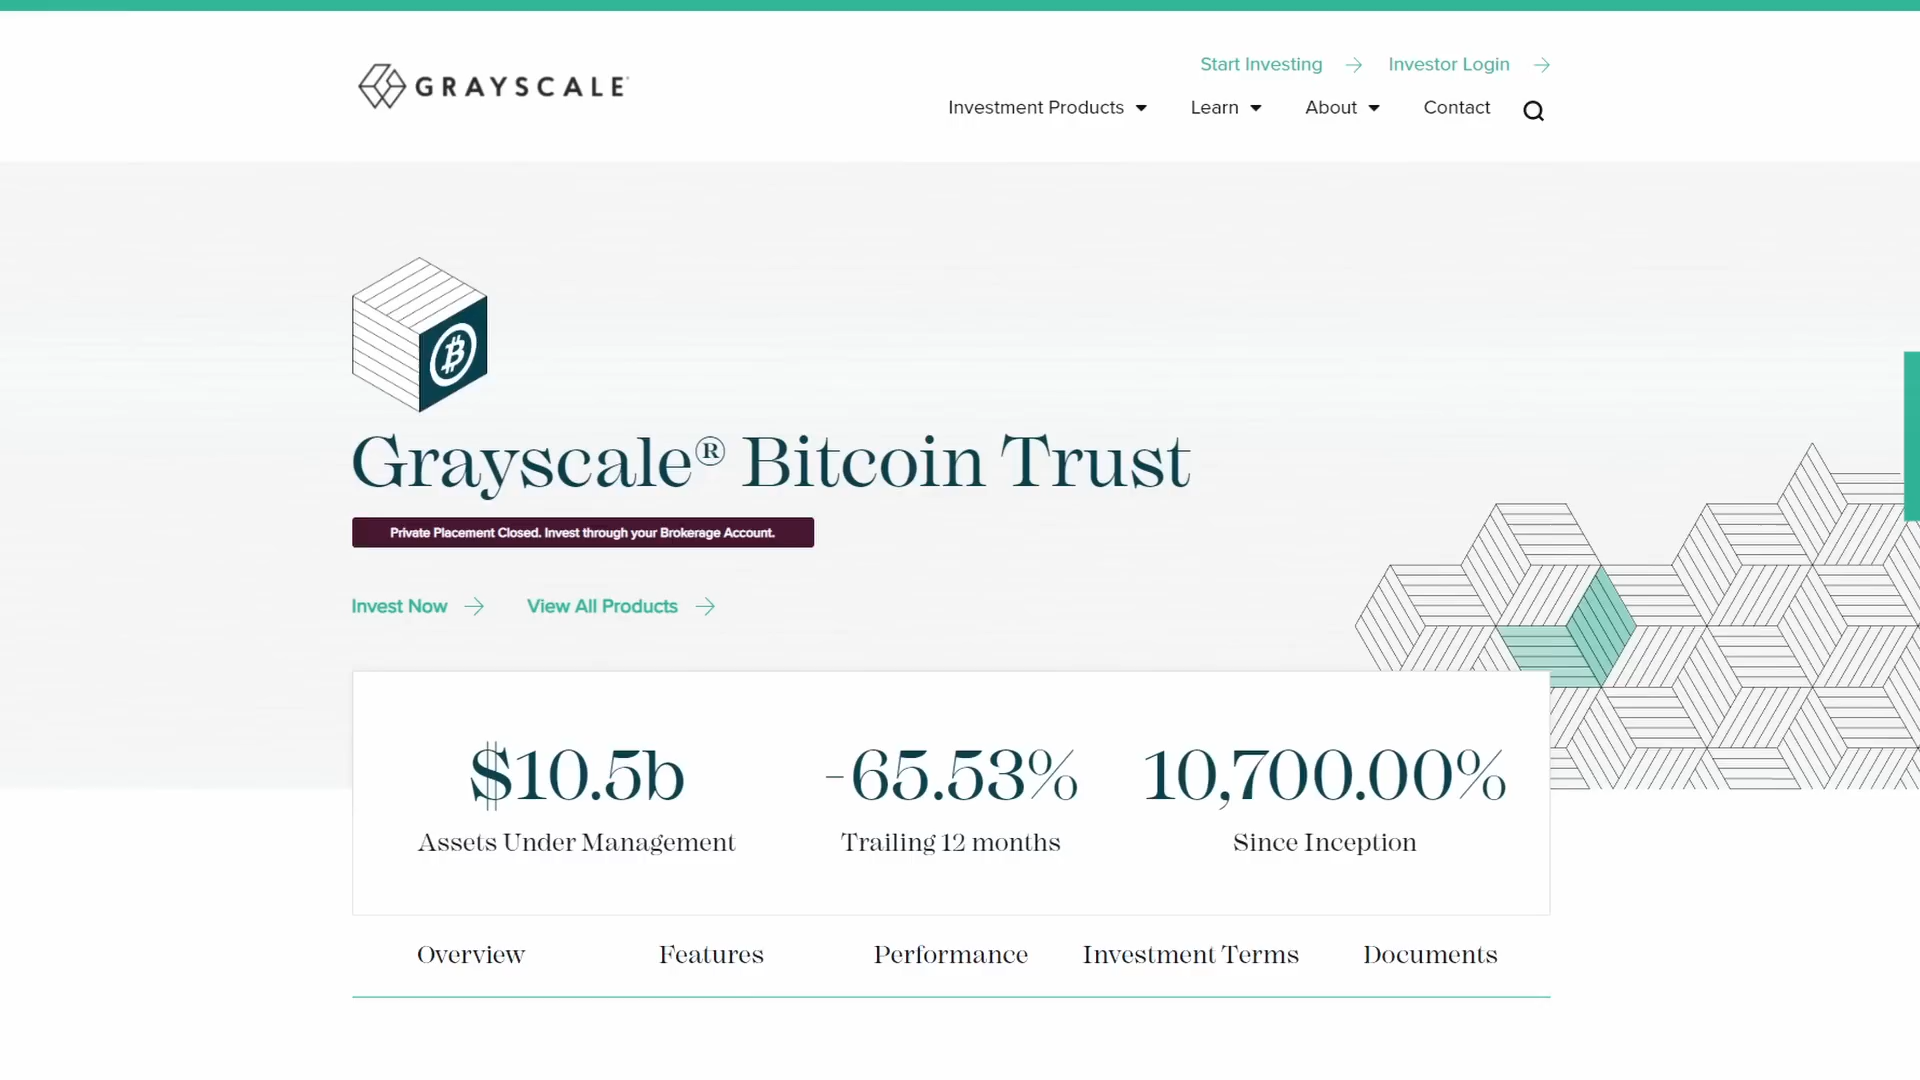 Start Investing → Investor Login →
GRAYSCALE
Investment Products Learn About Contact
Grayscale® Bitcoin Trust
Private Placement Closed. Invest through your Brokerage Account.
Invest Now → View All Products →
$10.5b -65.53% 10,700.00%
Assets Under Management Trailing 12 months Since Inception
Overview Features Performance Investment Terms Documents